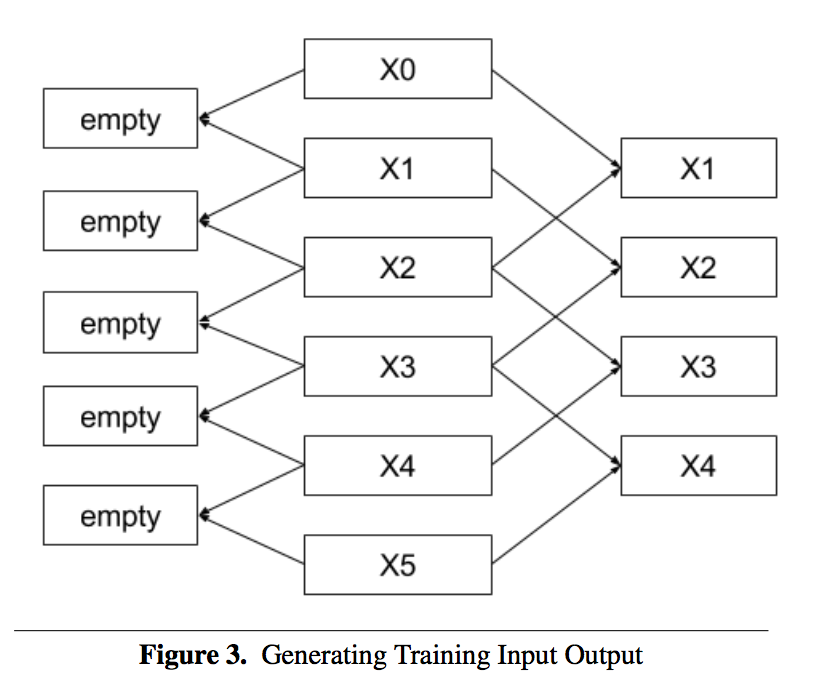 X0
empty
X1
X1
empty
X2
X2
empty
X3
X3
empty
X4
X4
empty
X5
Figure 3. Generating Training Input Output